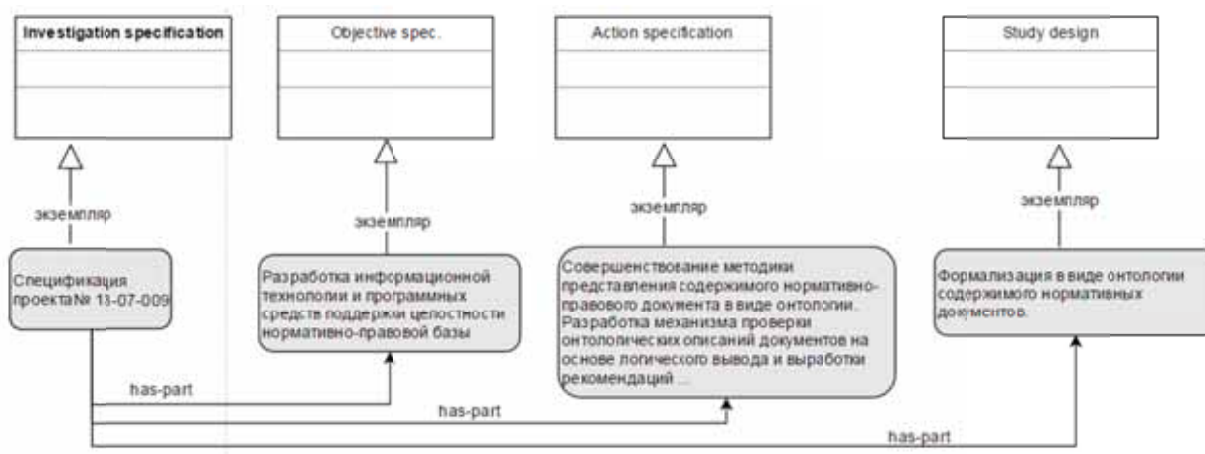 Investigation specification
Objective spec.
Action specification
Study design
экземпляр
экземпляр
экземпляр
экземпляр
Спецификация
проекта№ 13-07-009
Разработка информационной
технологии и программных
средств поддержки целостности
нормативно-правовой базы
Совершенствование методики
представления содержимого нормативно-
правового документа в виде онтологии.
Разработка механизма проверки
онтологических описаний документов на
основе логического вывода и выработки
рекомендаций ...
Формализация в виде онтологии
содержимого нормативных
документов.
has-part
has-part
has-part